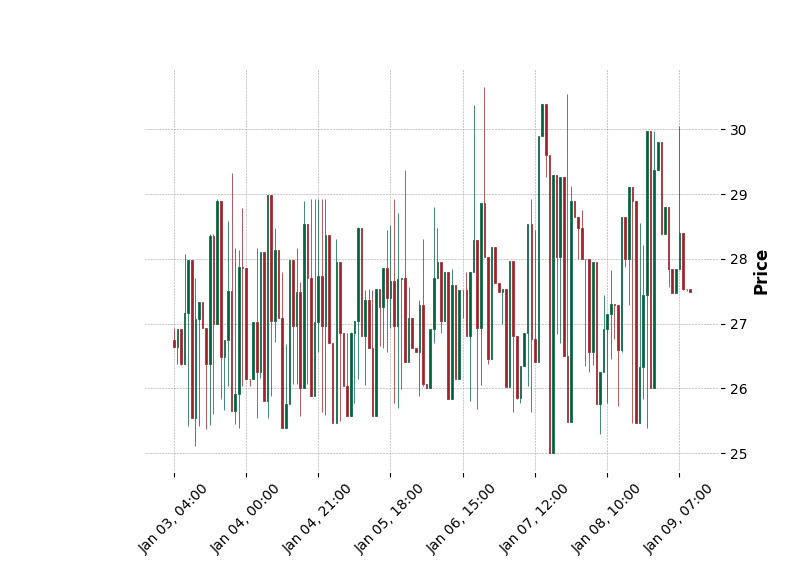 30
29
28
27
26
25
Price
Jan 03, 04:00
Jan 04, 00:00
Jan 04, 21:00
Jan 05, 18:00
Jan 06, 15:00
Jan 07, 12:00
Jan 08, 10:00
Jan 09, 07:00